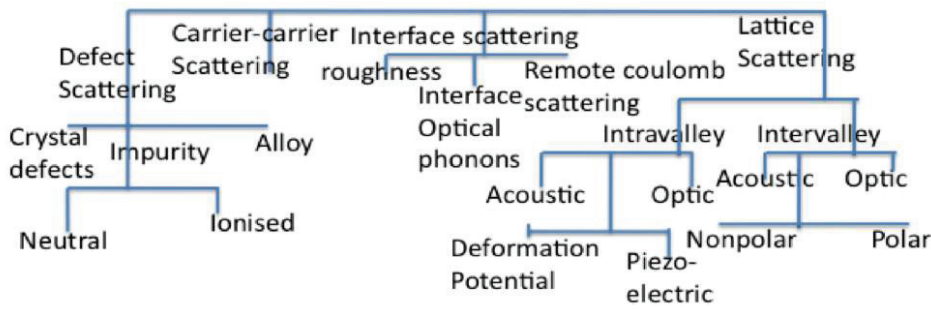 Defect
Scattering
Carrier-carrier
Scattering
Interface scattering
roughness
Interface
Optical
phonons
Remote coulomb
scattering
Lattice
Scattering
Crystal
defects
Impurity
Alloy
Neutral
Ionised
Intravalley
Intervalley
Acoustic
Optic
Acoustic
Optic
Deformation
Potential
Piezo-
electric
Nonpolar
Polar